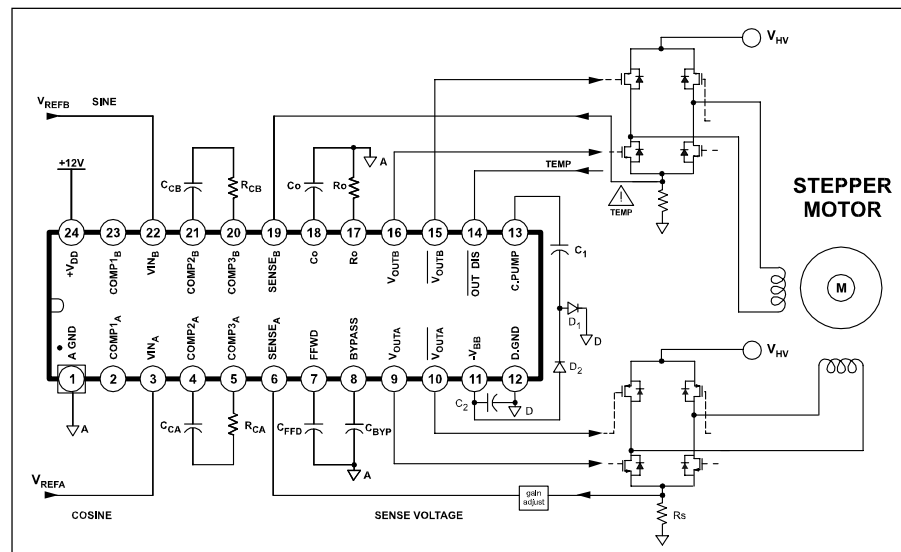 V_HV
V_REFB
SINE
A
+12V
C_CB
R_CB
Co
Ro
TEMP
TEMP
STEPPER
MOTOR
24
23
22
21
20
19
18
17
16
15
14
13
C_1
+V_DD
COMP1_B
VIN_B
COMP2_B
COMP3_B
SENSE_B
Co
Ro
V_OUTB
V_OUTB
OUT DIS
C.PUMP
M
D_1
D
A GND
COMP1_A
VIN_A
COMP2_A
COMP3_A
SENSE_A
FFWD
BYPASS
V_OUTA
V_OUTA
-V_BB
D.GND
D_2
V_HV
1
2
3
4
5
6
7
8
9
10
11
12
C_2
D
A
C_CA
R_CA
C_FFD
C_BYP
A
V_REFA
COSINE
SENSE VOLTAGE
gain
adjust
Rs